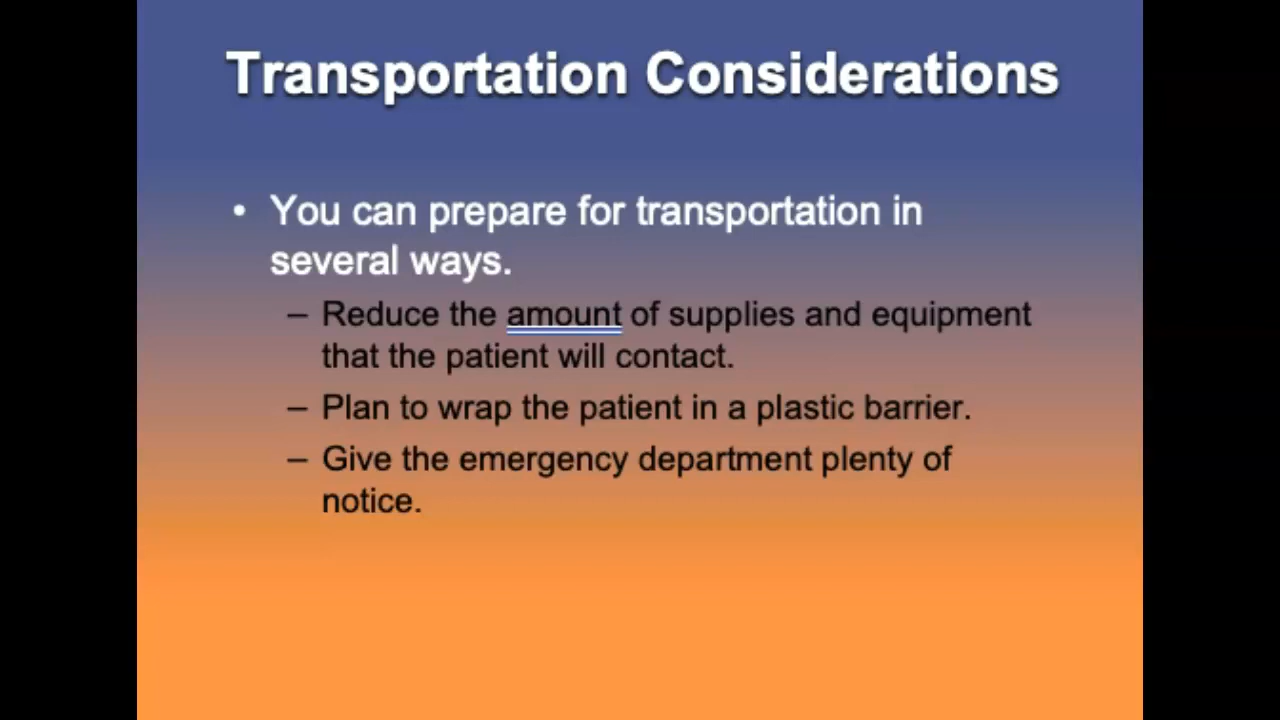 Transportation Considerations
• You can prepare for transportation in
several ways.
– Reduce the amount of supplies and equipment
that the patient will contact.
– Plan to wrap the patient in a plastic barrier.
– Give the emergency department plenty of
notice.